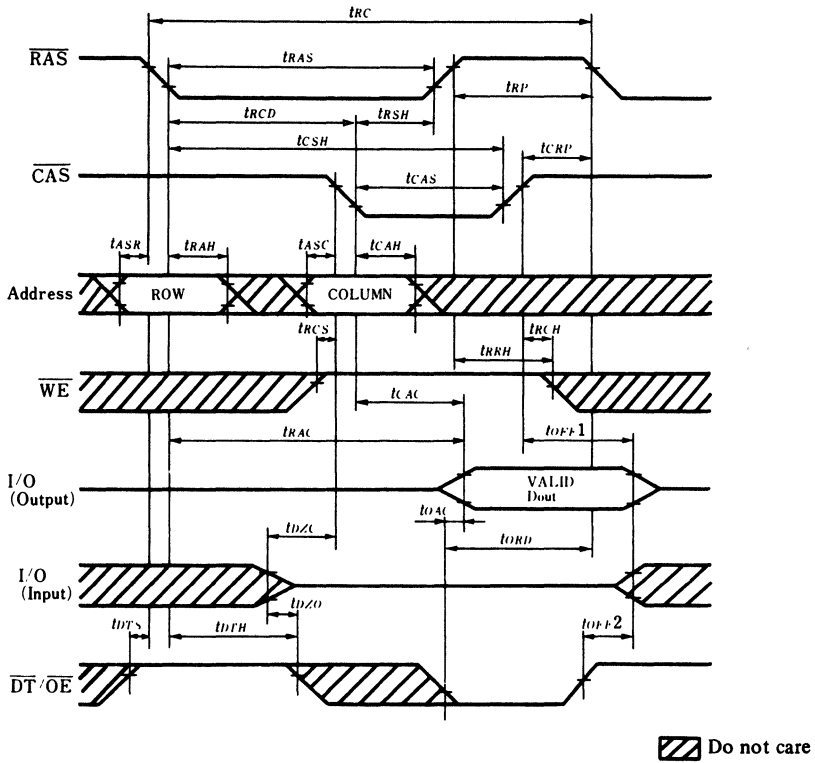 tRC
RAS
tRAS
tRP
tRCD
tRSH
tCSH
tCRP
CAS
tCAS
tASR
tRAH
tASC
tCAH
Address
ROW
COLUMN
tRCS
tRCH
tRRH
WE
tCAC
tRAC
tOFF1
I/O
(Output)
VALID
Dout
tOAC
tDZC
tORD
I/O
(Input)
tDZO
tDTS
tDTH
tOFF2
DT/OE
Do not care